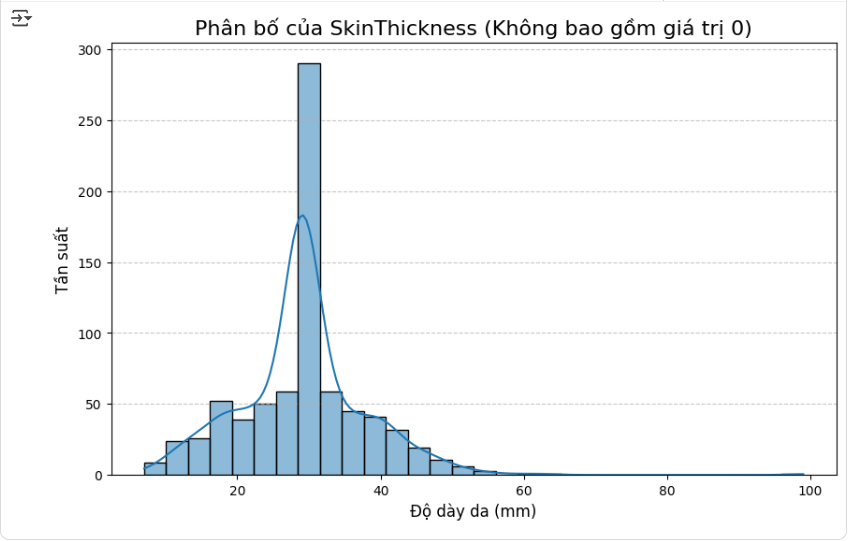 Phân bố của SkinThickness (Không bao gồm giá trị 0)
300
250
200
150
100
50
0
Tần suất
20 40 60 80 100
Độ dày da (mm)